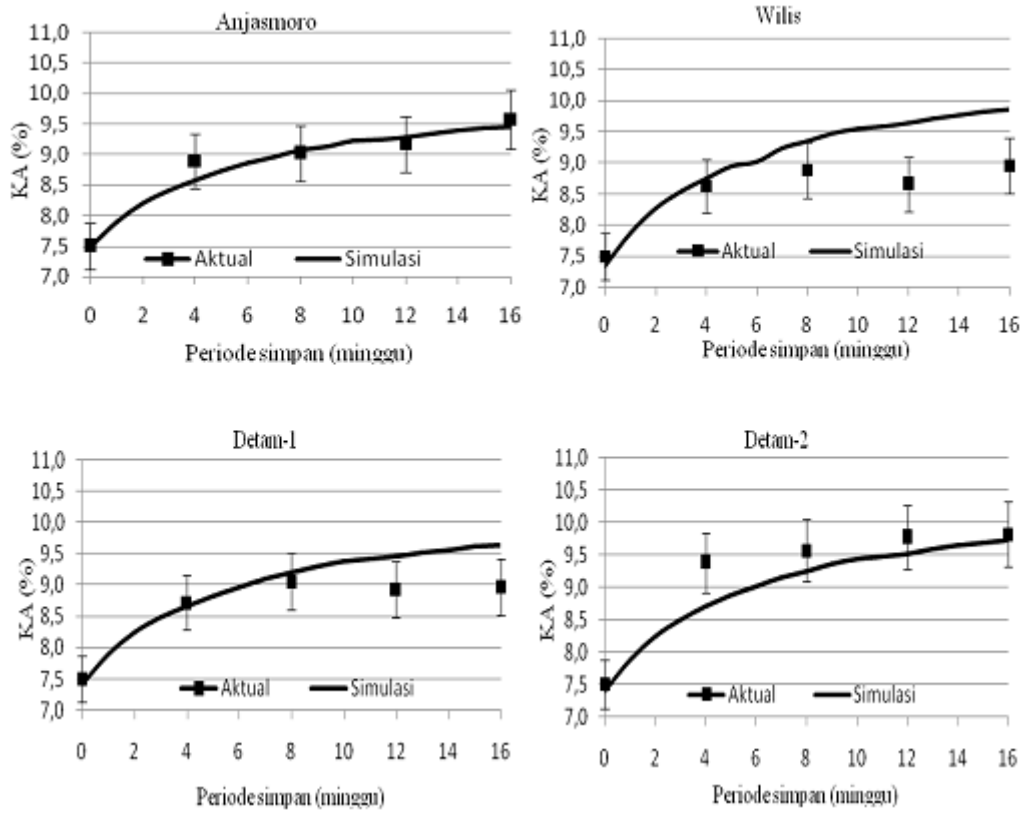 Anjasmoro
11,0
10,5
10,0
9,5
9,0
8,5
8,0
7,5
7,0
KA (%)
Aktual Simulasi
0 2 4 6 8 10 12 14 16
Periode simpan (minggu)
Wilis
11,0
10,5
10,0
9,5
9,0
8,5
8,0
7,5
7,0
KA (%)
Aktual Simulasi
0 2 4 6 8 10 12 14 16
Periode simpan (minggu)
Detam-1
11,0
10,5
10,0
9,5
9,0
8,5
8,0
7,5
7,0
KA (%)
Aktual Simulasi
0 2 4 6 8 10 12 14 16
Periode simpan (minggu)
Detam-2
11,0
10,5
10,0
9,5
9,0
8,5
8,0
7,5
7,0
KA (%)
Aktual Simulasi
0 2 4 6 8 10 12 14 16
Periode simpan (minggu)